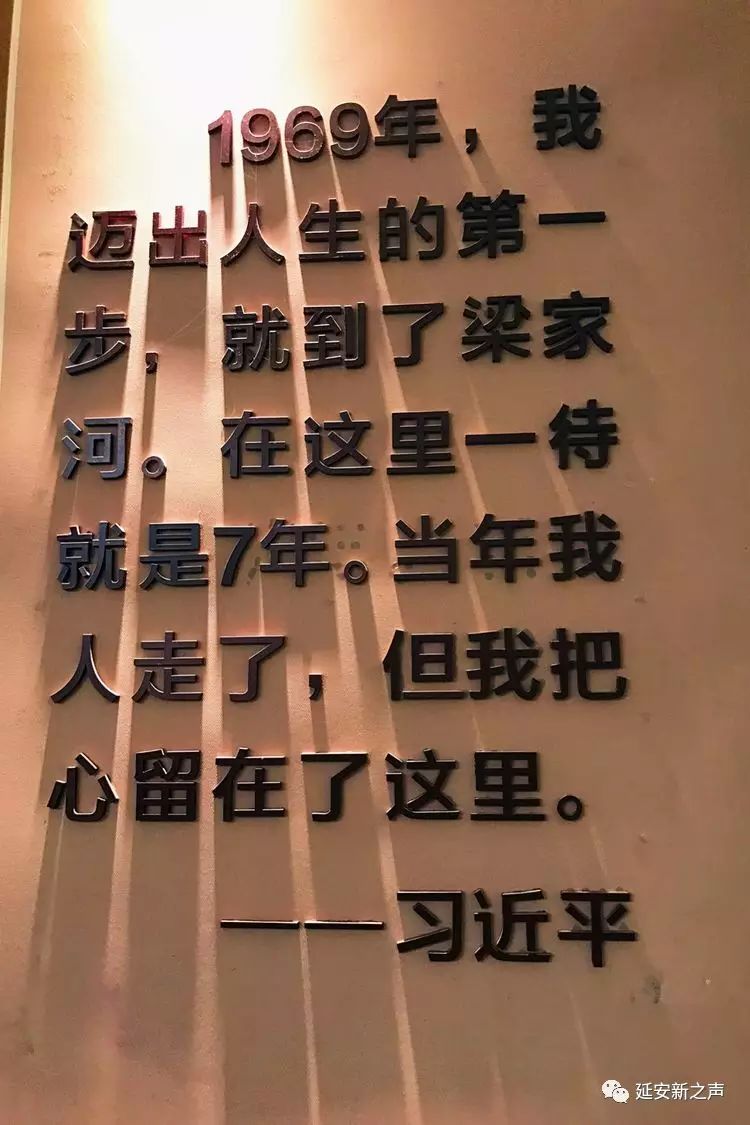 1969年，我
迈出人生的第一
步，就到了梁家
河。在这里一待
就是7年。当年我
人走了，但我把
心留在了这里。
——习近平
延安新之声